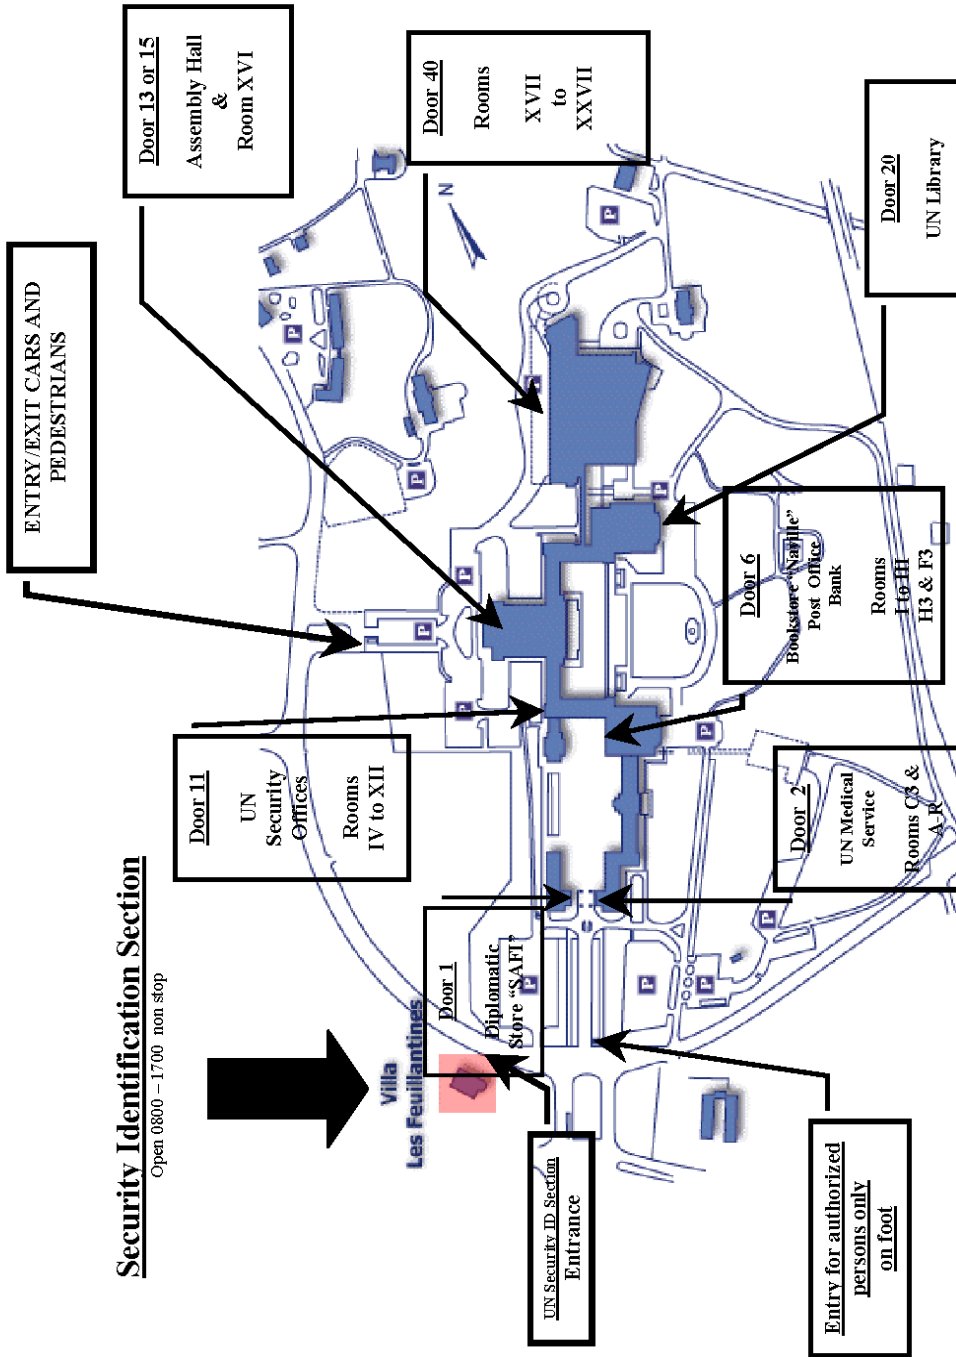 Security Identification Section
Open 0800 – 1700 non stop
ENTRY/EXIT CARS AND
PEDESTRIANS
Door 13 or 15
Assembly Hall
&
Room XVI
Door 40
Rooms
XVII
to
XXVII
Door 20
UN Library
N
Door 11
UN
Security
Offices
Rooms
IV to XII
Door 6
Bookstore “Naville”
Post Office
Bank
Rooms
I to III
H3 & F3
Door 2
UN Medical
Service
Rooms C3 &
A-R
Door 1
Diplomatic
Store “SAFI”
Villa
Les Feuillantines
UN Security ID Section
Entrance
Entry for authorized
persons only
on foot
P
P
P
P
P
P
P
P
P
P
P
P
P